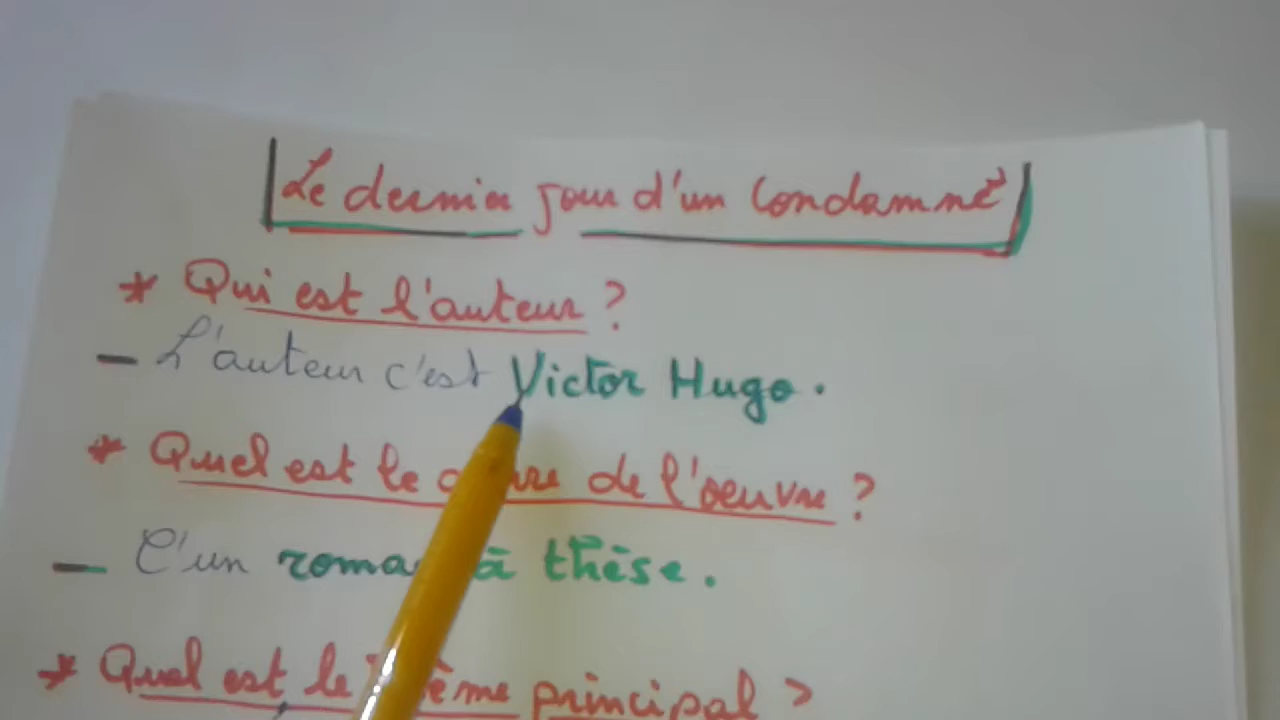 Le dernier jour d'un Condamné
* Qui est l'auteur ?
- L'auteur c'est Victor Hugo.
* Quel est le de l'oeuvre ?
- C'un à thèse.
* Quel est le principal ?